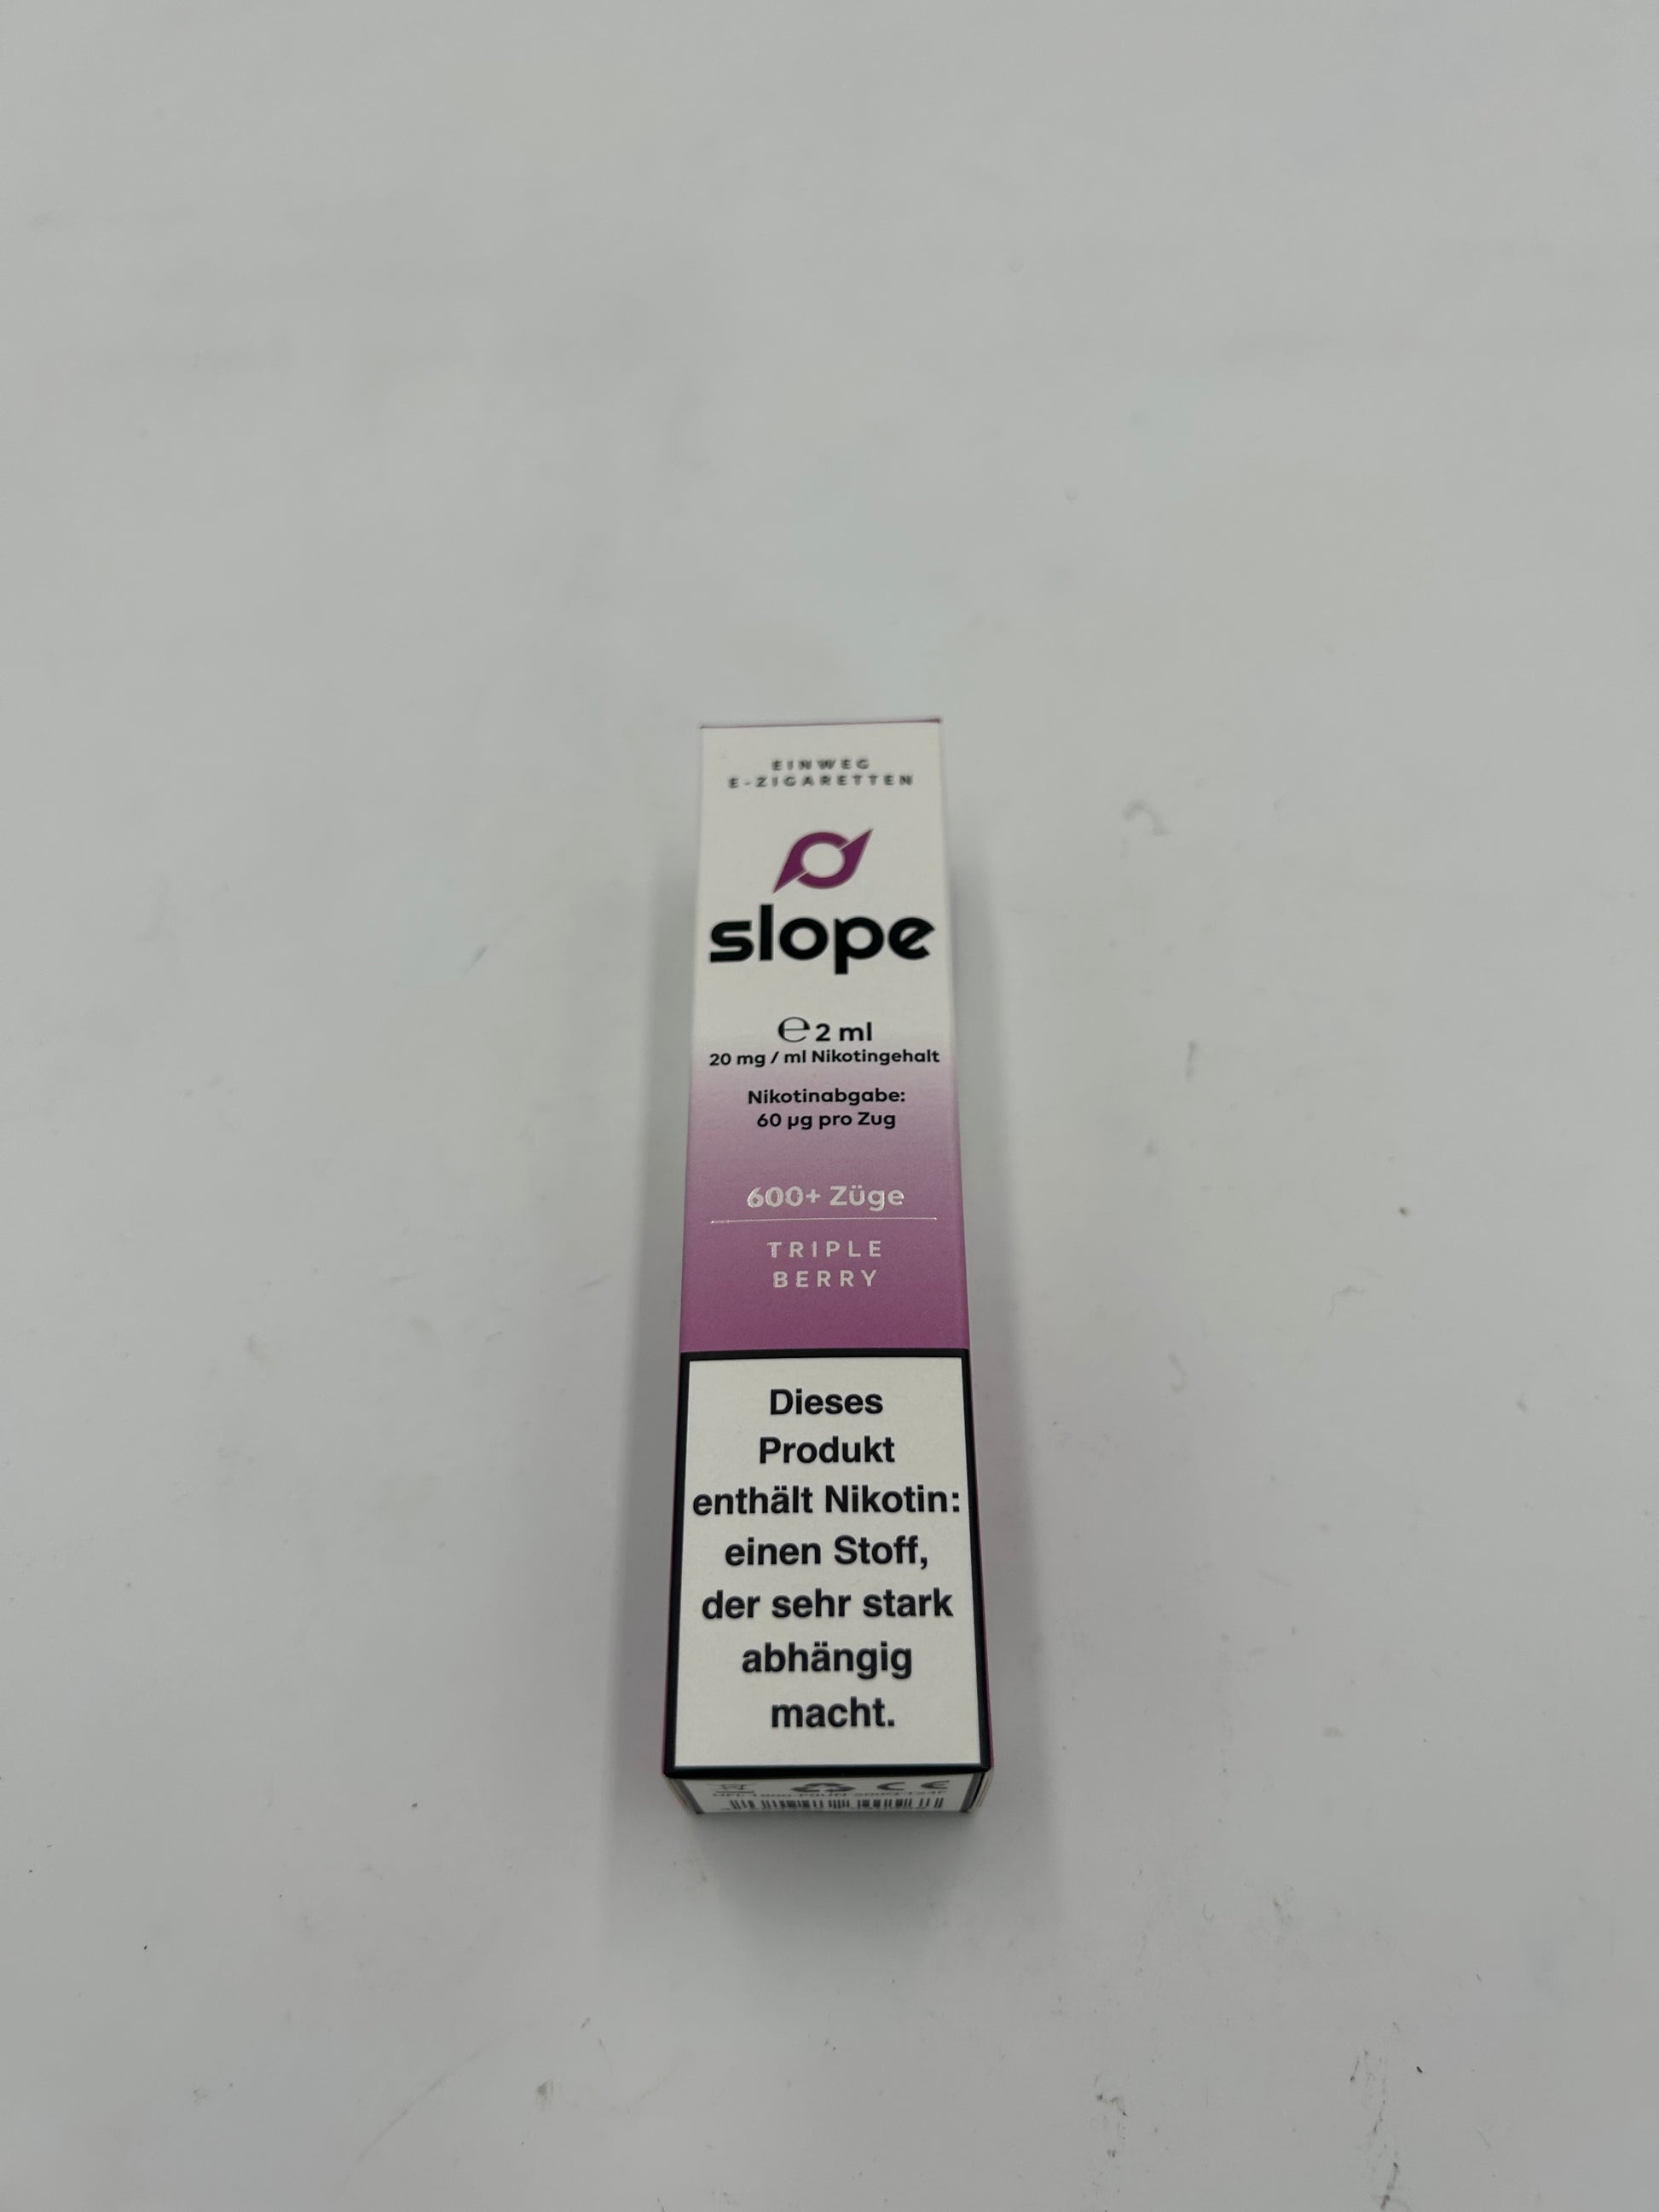 EINWEG
E-ZIGARETTEN
slope
℮ 2 ml
20 mg / ml Nikotingehalt
Nikotinabgabe:
60 µg pro Zug
600+ Züge
TRIPLE
BERRY
Dieses
Produkt
enthält Nikotin:
einen Stoff,
der sehr stark
abhängig
macht.
CE